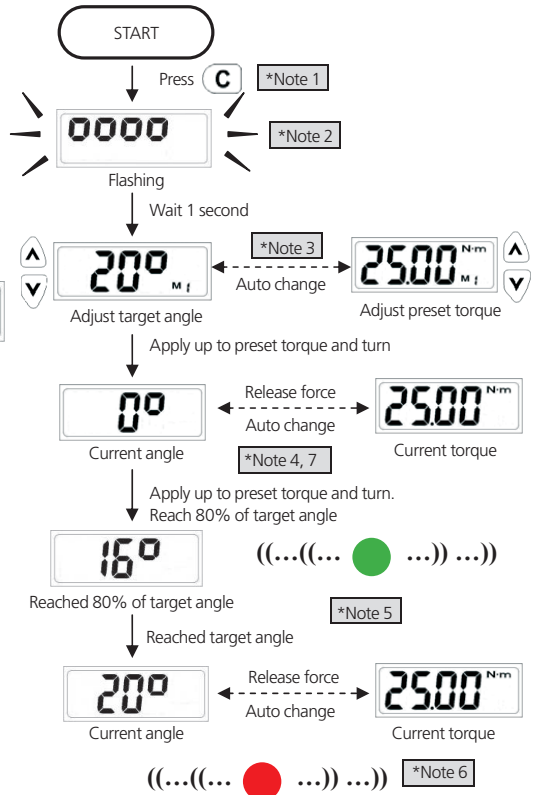 START
Press C *Note 1
0000
*Note 2
Flashing
Wait 1 second
20° M1
*Note 3
Auto change
25.00 N·m M1
Adjust target angle
Adjust preset torque
Apply up to preset torque and turn
0°
Release force
Auto change
25.00 N·m
Current angle
Current torque
*Note 4, 7
Apply up to preset torque and turn.
Reach 80% of target angle
16°
((...((... ...)) ...))
Reached 80% of target angle
*Note 5
Reached target angle
20°
Release force
Auto change
25.00 N·m
Current angle
Current torque
((...((... ...)) ...))
*Note 6